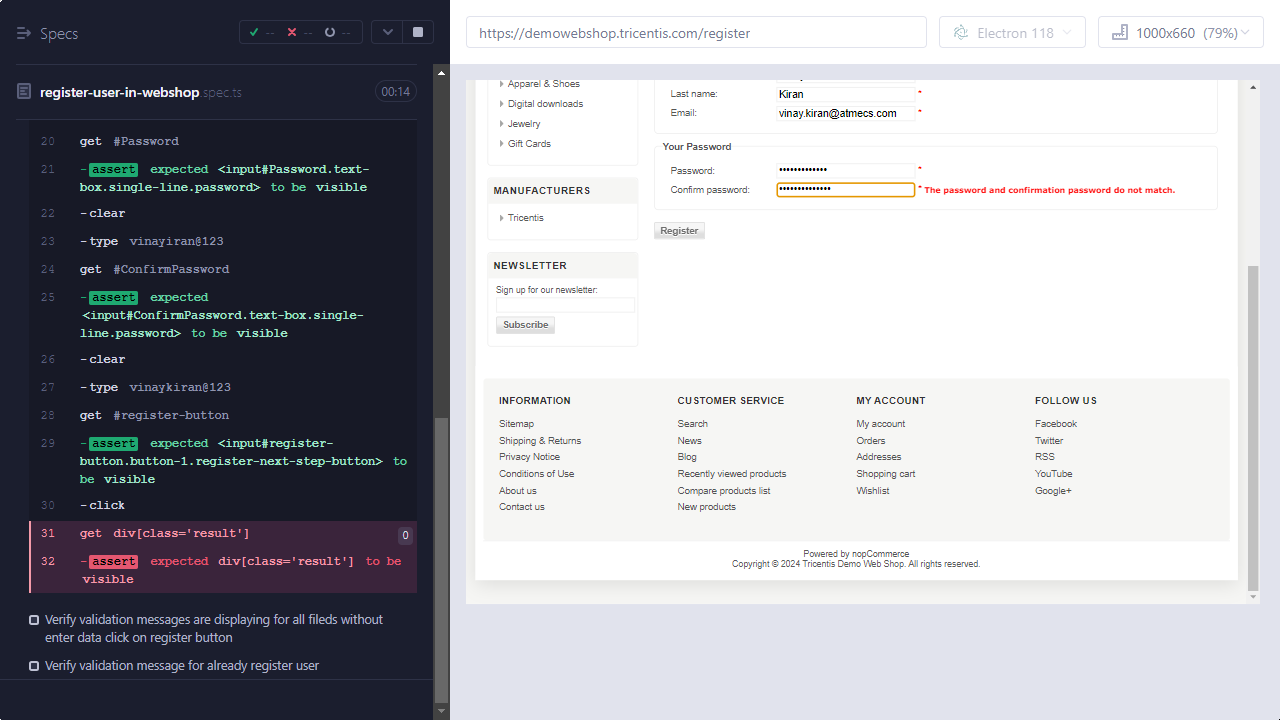 Specs
--
--
--
register-user-in-webshop spec.ts
00:14
20 get #Password
21 -assert expected <input#Password.text-
box.single-line.password> to be visible
22 -clear
23 -type vinayiran@123
24 get #ConfirmPassword
25 -assert expected
<input#ConfirmPassword.text-box.single-
line.password> to be visible
26 -clear
27 -type vinaykiran@123
28 get #register-button
29 -assert expected <input#register-
button.button-1.register-next-step-button> to
be visible
30 -click
31 get div[class='result']
0
32 -assert expected div[class='result'] to be
visible
Verify validation messages are displaying for all fileds without
enter data click on register button
Verify validation message for already register user
https://demowebshop.tricentis.com/register
Electron 118
1000x660 (79%)
Apparel & Shoes
Digital downloads
Jewelry
Gift Cards
MANUFACTURERS
Tricentis
NEWSLETTER
Sign up for our newsletter:
Subscribe
Last name: Kiran *
Email: vinay.kiran@atmecs.com *
Your Password
Password: ••••••••••••• *
Confirm password: •••••••••••••• * The password and confirmation password do not match.
Register
INFORMATION
Sitemap
Shipping & Returns
Privacy Notice
Conditions of Use
About us
Contact us
CUSTOMER SERVICE
Search
News
Blog
Recently viewed products
Compare products list
New products
MY ACCOUNT
My account
Orders
Addresses
Shopping cart
Wishlist
FOLLOW US
Facebook
Twitter
RSS
YouTube
Google+
Powered by nopCommerce
Copyright © 2024 Tricentis Demo Web Shop. All rights reserved.